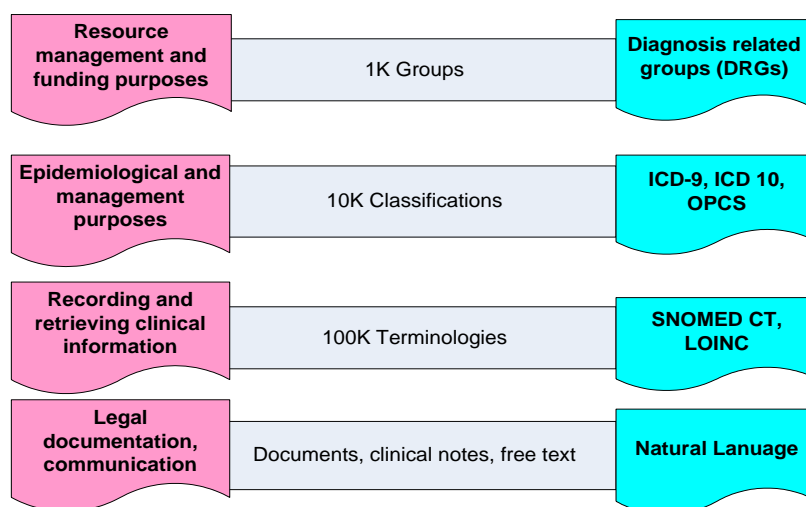 Resource
management and
funding purposes
1K Groups
Diagnosis related
groups (DRGs)
Epidemiological and
management
purposes
10K Classifications
ICD-9, ICD 10,
OPCS
Recording and
retrieving clinical
information
100K Terminologies
SNOMED CT,
LOINC
Legal
documentation,
communication
Documents, clinical notes, free text
Natural Lanuage